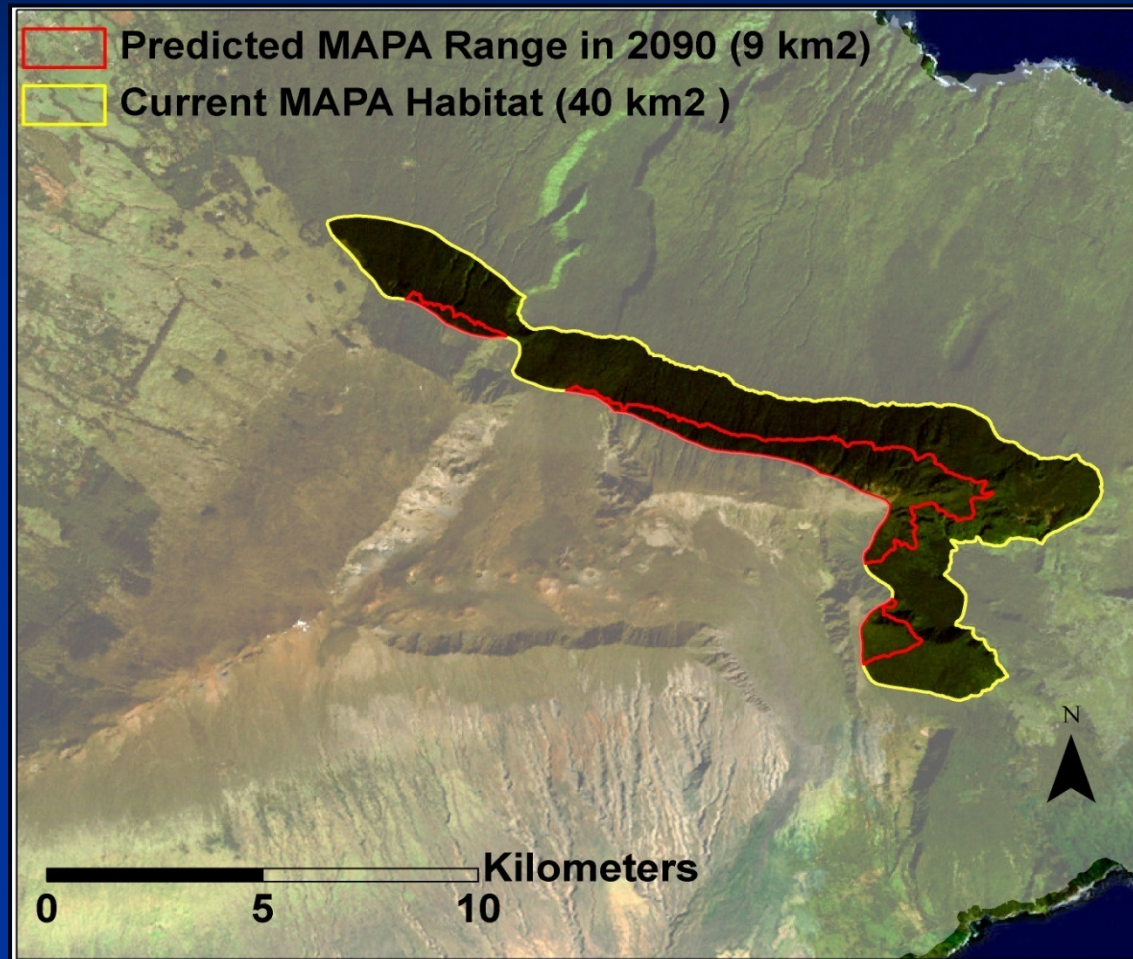 Predicted MAPA Range in 2090 (9 km2)
Current MAPA Habitat (40 km2 )
N
Kilometers
0 5 10